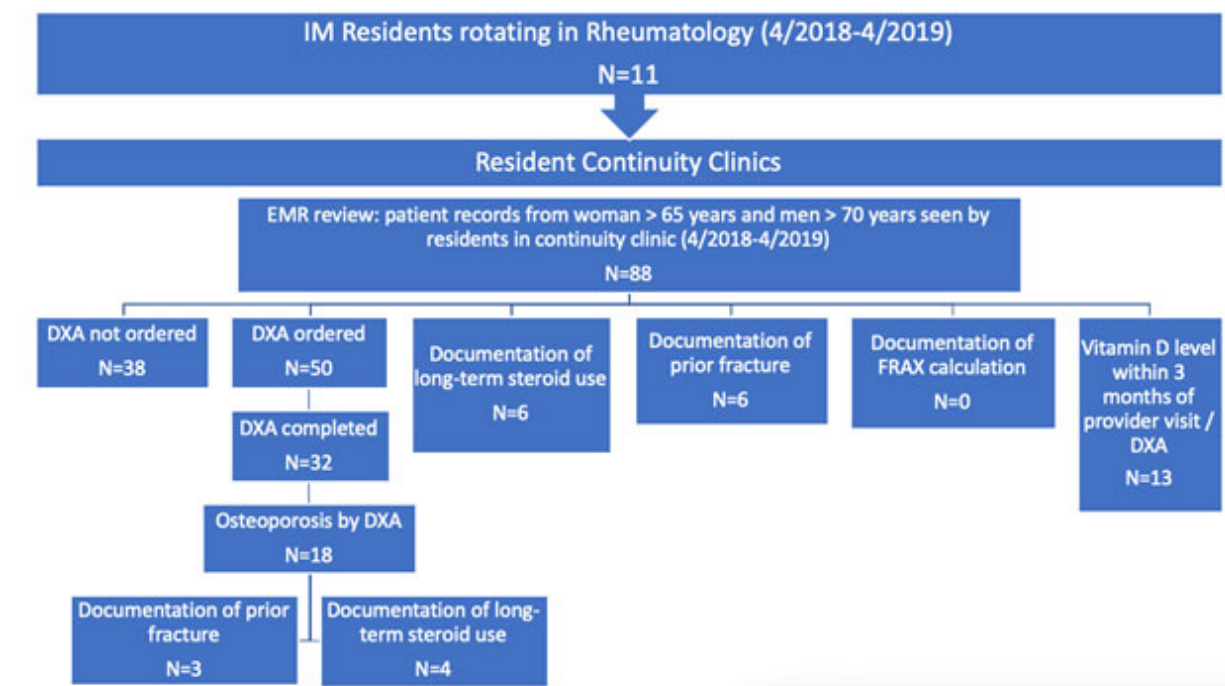 IM Residents rotating in Rheumatology (4/2018-4/2019)
N=11
Resident Continuity Clinics
EMR review: patient records from woman > 65 years and men > 70 years seen by
residents in continuity clinic (4/2018-4/2019)
N=88
DXA not ordered
N=38
DXA ordered
N=50
Documentation of
long-term steroid use
N=6
Documentation of
prior fracture
N=6
Documentation of
FRAX calculation
N=0
Vitamin D level
within 3
months of
provider visit /
DXA
N=13
DXA completed
N=32
Osteoporosis by DXA
N=18
Documentation of prior
fracture
N=3
Documentation of long-
term steroid use
N=4